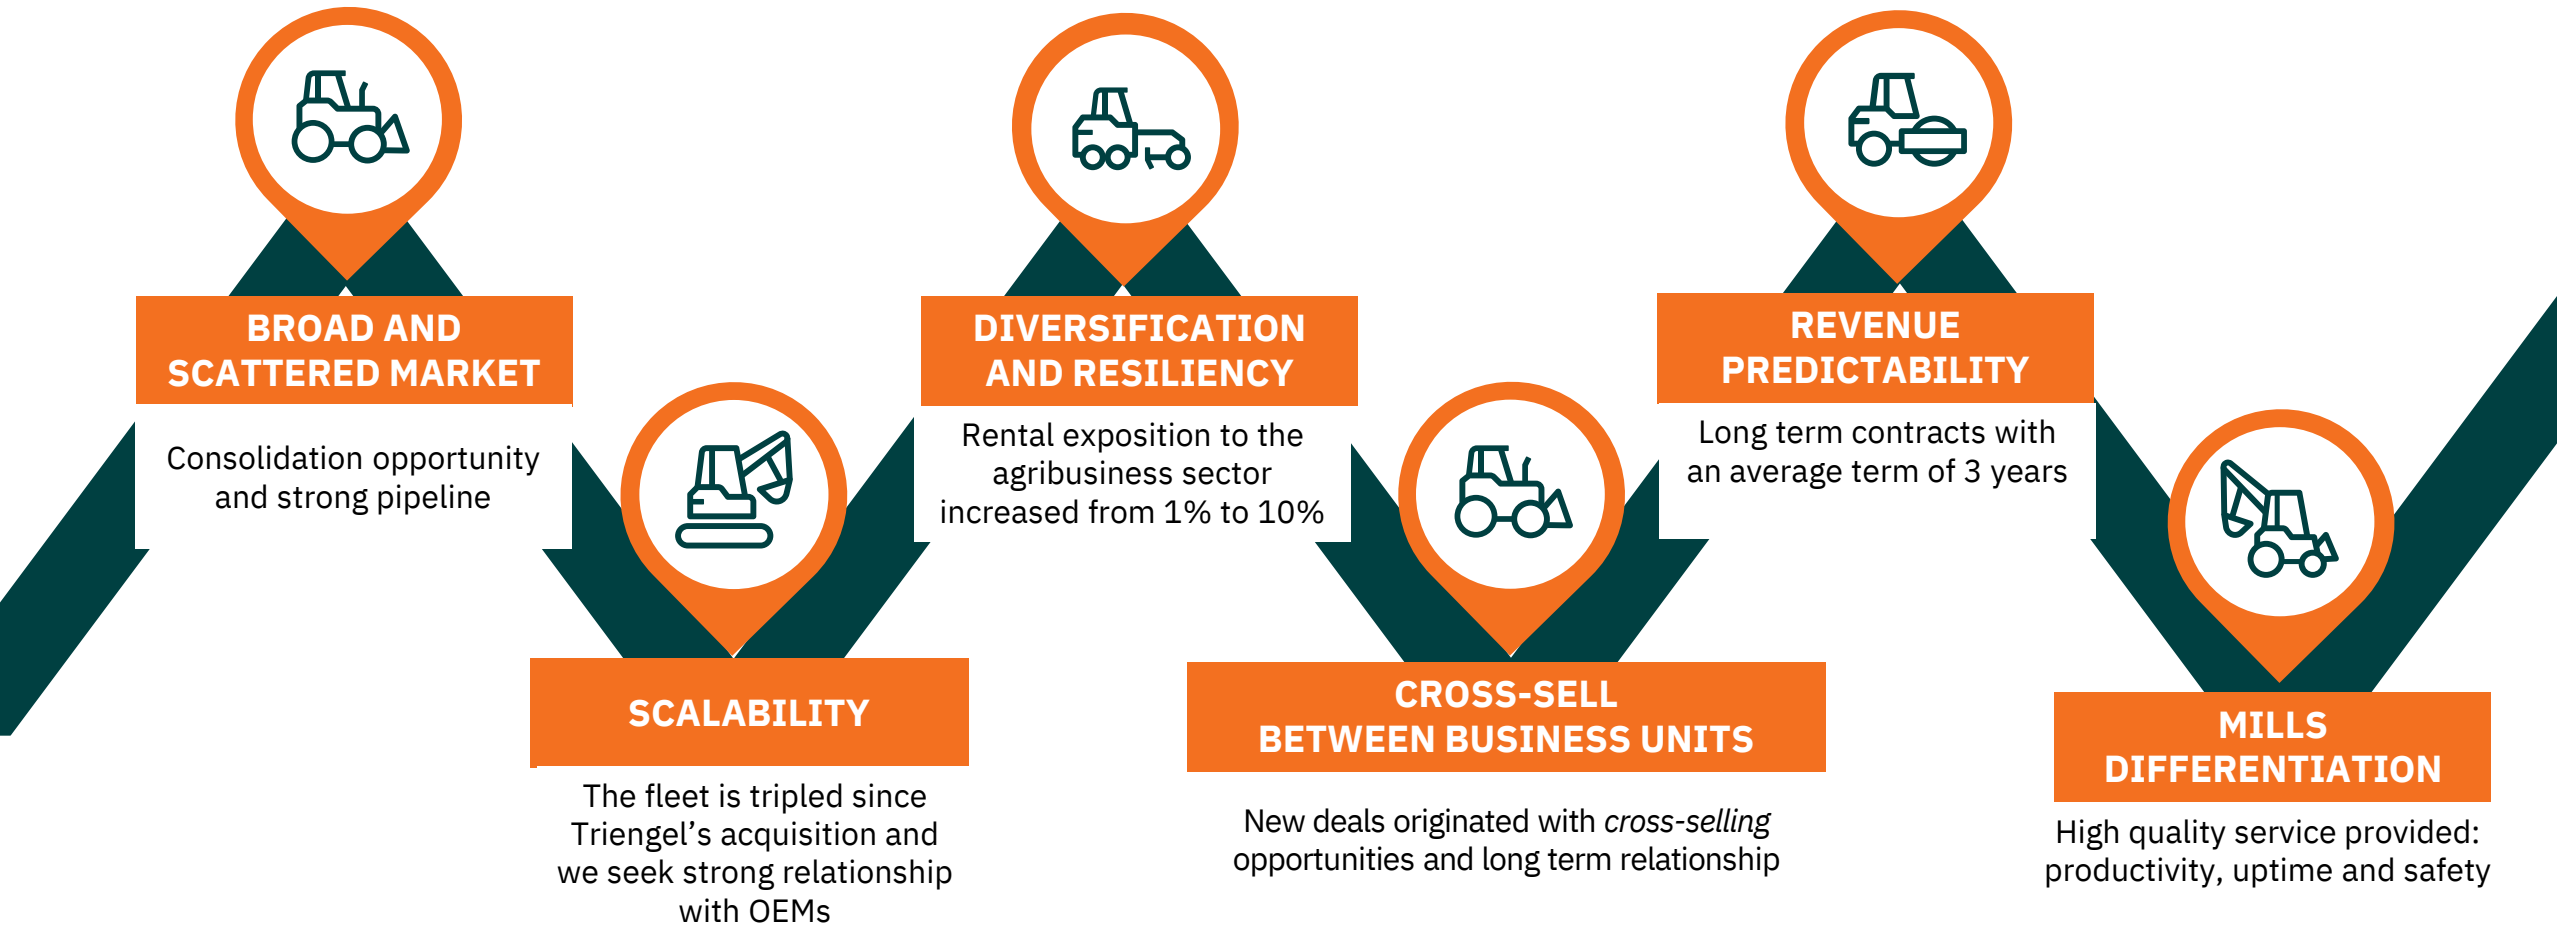 BROAD AND
SCATTERED MARKET
Consolidation opportunity
and strong pipeline
SCALABILITY
The fleet is tripled since
Triengel’s acquisition and
we seek strong relationship
with OEMs
DIVERSIFICATION
AND RESILIENCY
Rental exposition to the
agribusiness sector
increased from 1% to 10%
CROSS-SELL
BETWEEN BUSINESS UNITS
New deals originated with cross-selling
opportunities and long term relationship
REVENUE
PREDICTABILITY
Long term contracts with
an average term of 3 years
MILLS
DIFFERENTIATION
High quality service provided:
productivity, uptime and safety